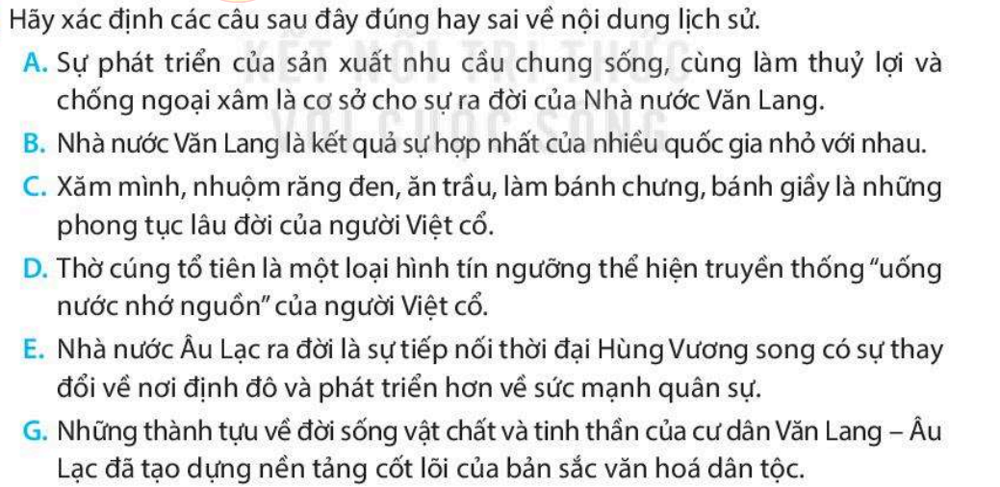 Hãy xác định các câu sau đây đúng hay sai về nội dung lịch sử.
KẾT NỐI TRI THỨC
A. Sự phát triển của sản xuất nhu cầu chung sống, cùng làm thuỷ lợi và
chống ngoại xâm là cơ sở cho sự ra đời của Nhà nước Văn Lang.
VỚI CUỘC SỐNG
B. Nhà nước Văn Lang là kết quả sự hợp nhất của nhiều quốc gia nhỏ với nhau.
C. Xăm mình, nhuộm răng đen, ăn trầu, làm bánh chưng, bánh giầy là những
phong tục lâu đời của người Việt cổ.
D. Thờ cúng tổ tiên là một loại hình tín ngưỡng thể hiện truyền thống “uống
nước nhớ nguồn” của người Việt cổ.
E. Nhà nước Âu Lạc ra đời là sự tiếp nối thời đại Hùng Vương song có sự thay
đổi về nơi định đô và phát triển hơn về sức mạnh quân sự.
G. Những thành tựu về đời sống vật chất và tinh thần của cư dân Văn Lang – Âu
Lạc đã tạo dựng nền tảng cốt lõi của bản sắc văn hoá dân tộc.